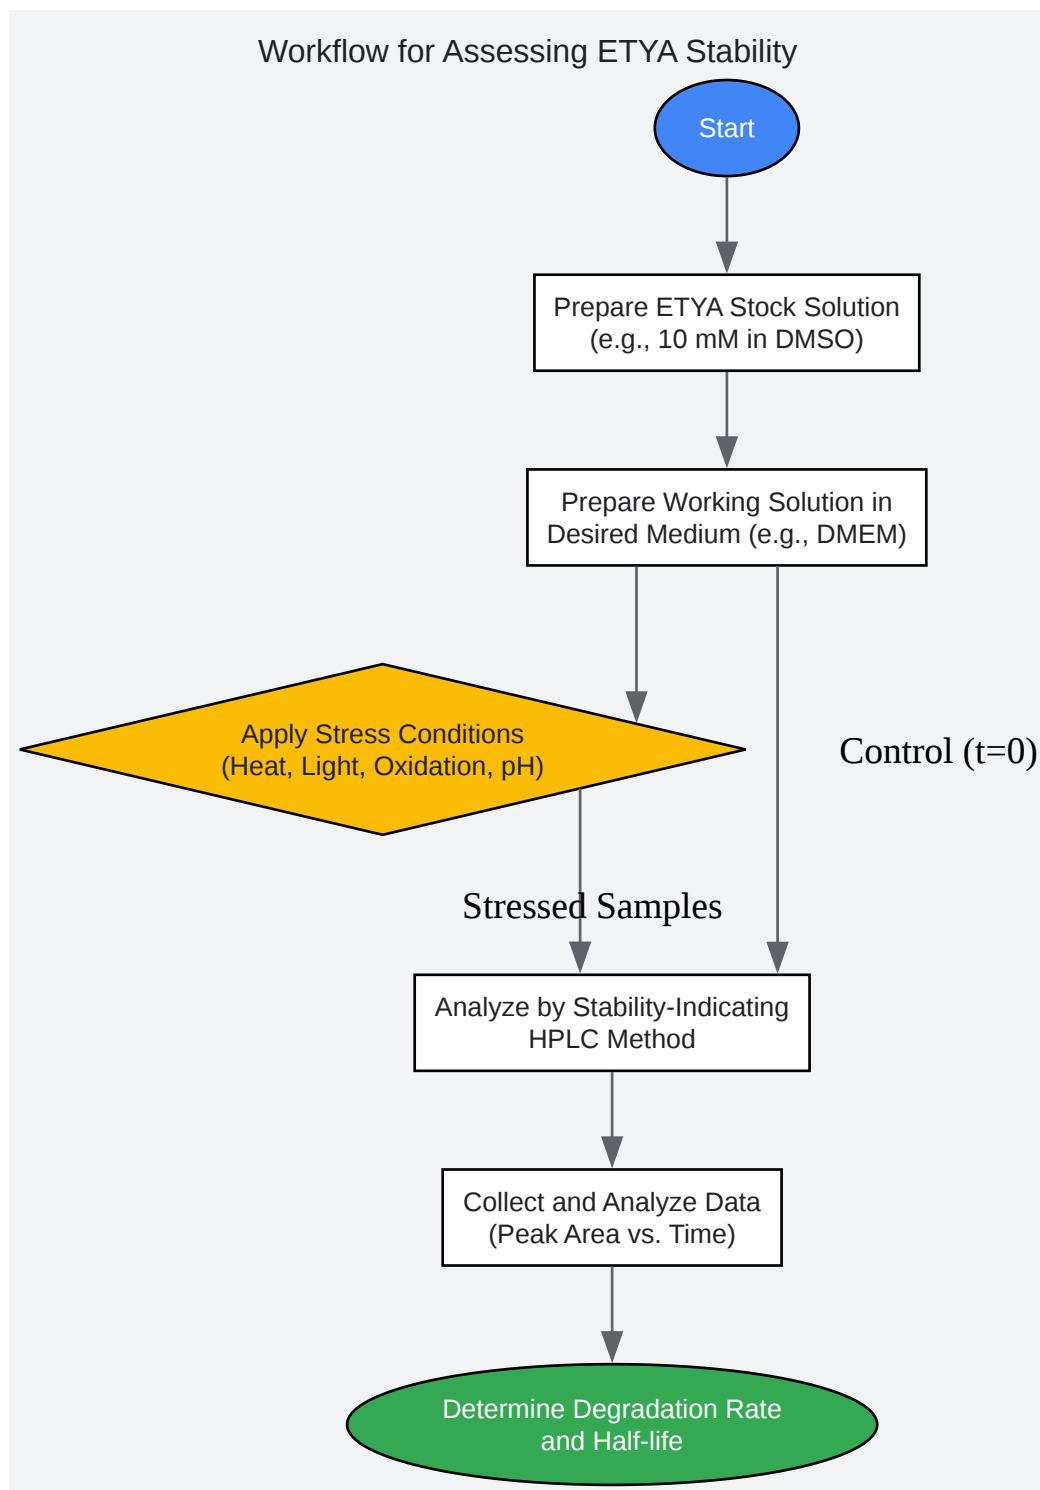 Workflow for Assessing ETYA Stability
Start
Prepare ETYA Stock Solution
(e.g., 10 mM in DMSO)
Prepare Working Solution in
Desired Medium (e.g., DMEM)
Apply Stress Conditions
(Heat, Light, Oxidation, pH)
Control (t=0)
Stressed Samples
Analyze by Stability-Indicating
HPLC Method
Collect and Analyze Data
(Peak Area vs. Time)
Determine Degradation Rate
and Half-life